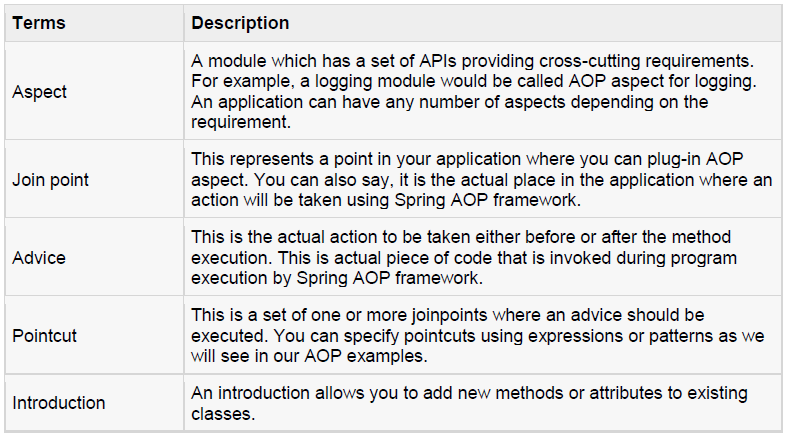 Terms Description
Aspect
A module which has a set of APIs providing cross-cutting requirements.
For example, a logging module would be called AOP aspect for logging.
An application can have any number of aspects depending on the
requirement.
Join point
This represents a point in your application where you can plug-in AOP
aspect. You can also say, it is the actual place in the application where an
action will be taken using Spring AOP framework.
Advice
This is the actual action to be taken either before or after the method
execution. This is actual piece of code that is invoked during program
execution by Spring AOP framework.
Pointcut
This is a set of one or more joinpoints where an advice should be
executed. You can specify pointcuts using expressions or patterns as we
will see in our AOP examples.
Introduction
An introduction allows you to add new methods or attributes to existing
classes.